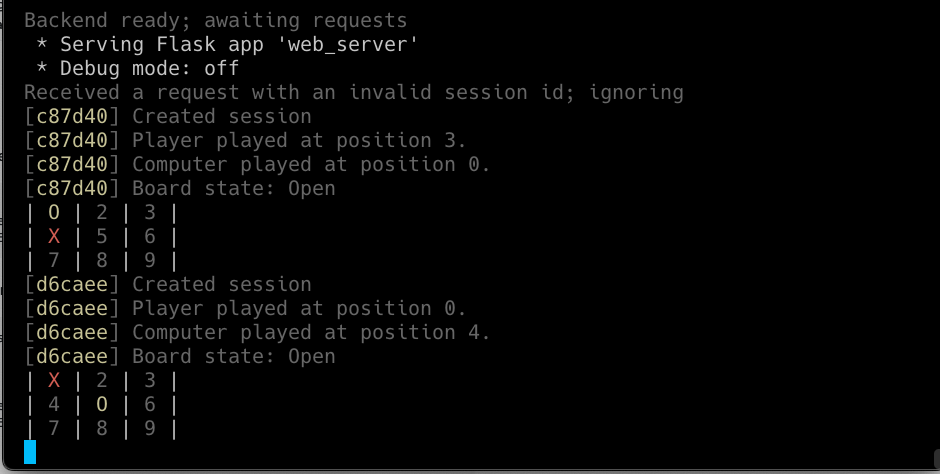 Backend ready; awaiting requests
 * Serving Flask app 'web_server'
 * Debug mode: off
Received a request with an invalid session id; ignoring
[c87d40] Created session
[c87d40] Player played at position 3.
[c87d40] Computer played at position 0.
[c87d40] Board state: Open
| O | 2 | 3 |
| X | 5 | 6 |
| 7 | 8 | 9 |
[d6caee] Created session
[d6caee] Player played at position 0.
[d6caee] Computer played at position 4.
[d6caee] Board state: Open
| X | 2 | 3 |
| 4 | O | 6 |
| 7 | 8 | 9 |